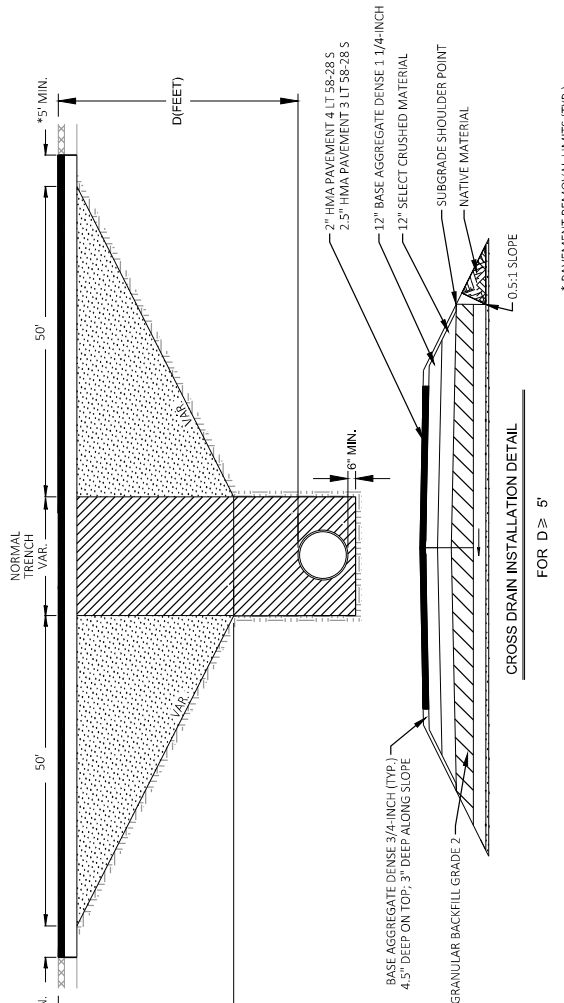 *5' MIN.
50'
NORMAL
TRENCH
VAR.
50'
N.
D(FEET)
VAR.
VAR.
6" MIN.
2" HMA PAVEMENT 4 LT 58-28 S
2.5" HMA PAVEMENT 3 LT 58-28 S
12" BASE AGGREGATE DENSE 1 1/4-INCH
12" SELECT CRUSHED MATERIAL
SUBGRADE SHOULDER POINT
NATIVE MATERIAL
0.5:1 SLOPE
BASE AGGREGATE DENSE 3/4-INCH (TYP.)
4.5" DEEP ON TOP; 3" DEEP ALONG SLOPE
GRANULAR BACKFILL GRADE 2
CROSS DRAIN INSTALLATION DETAIL
FOR D ≥ 5'